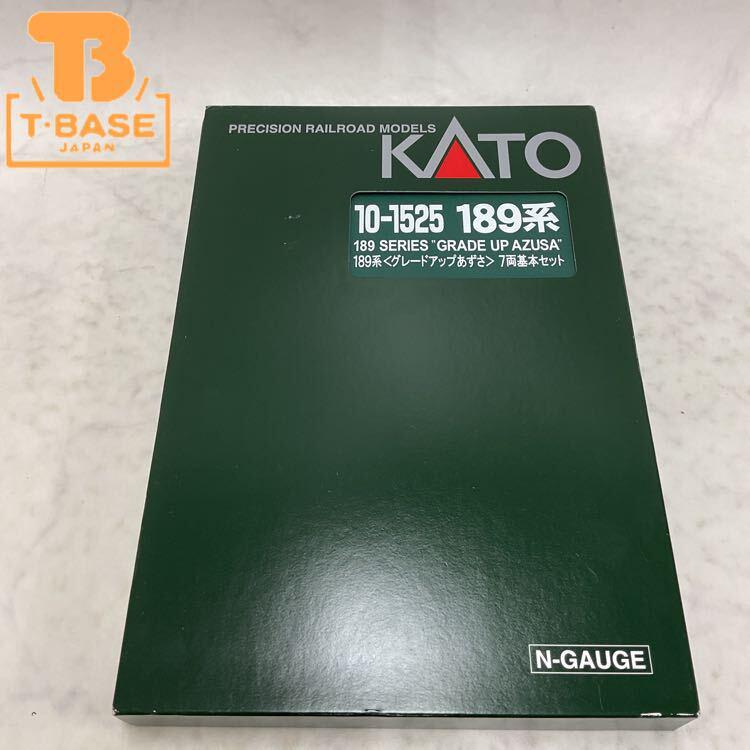 T·BASE
JAPAN
PRECISION RAILROAD MODELS
KATO
10-1525 189系
189 SERIES "GRADE UP AZUSA"
189系<グレードアップあずさ> 7両基本セット
N-GAUGE